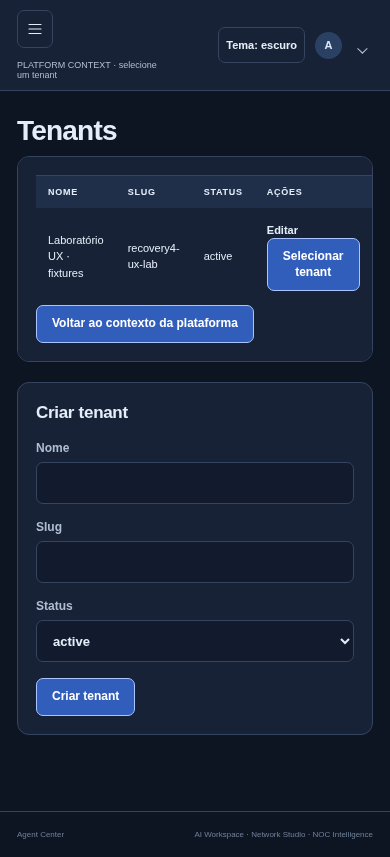 PLATFORM CONTEXT · selecione
um tenant
Tema: escuro
A
Tenants
NOME SLUG STATUS AÇÕES
Laboratório
UX ·
fixtures
recovery4-
ux-lab
active
Editar
Selecionar
tenant
Voltar ao contexto da plataforma
Criar tenant
Nome
Slug
Status
active
Criar tenant
Agent Center
AI Workspace · Network Studio · NOC Intelligence